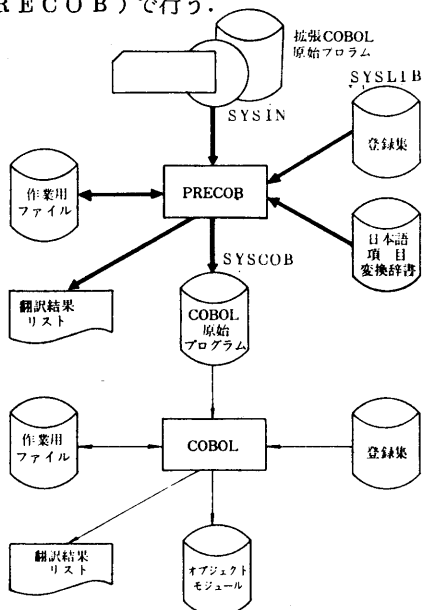 RECOB)で行う.
拡張COBOL
原始プロラム
SYSIN
SYSLIB
登録集
作業用
ファイル
PRECOB
日本語
項目
変換辞書
SYSCOB
翻訳結果
リスト
COBOL
原始
プログラム
作業用
ファイル
COBOL
登録集
翻訳結果
リスト
オブジェクト
モジュール